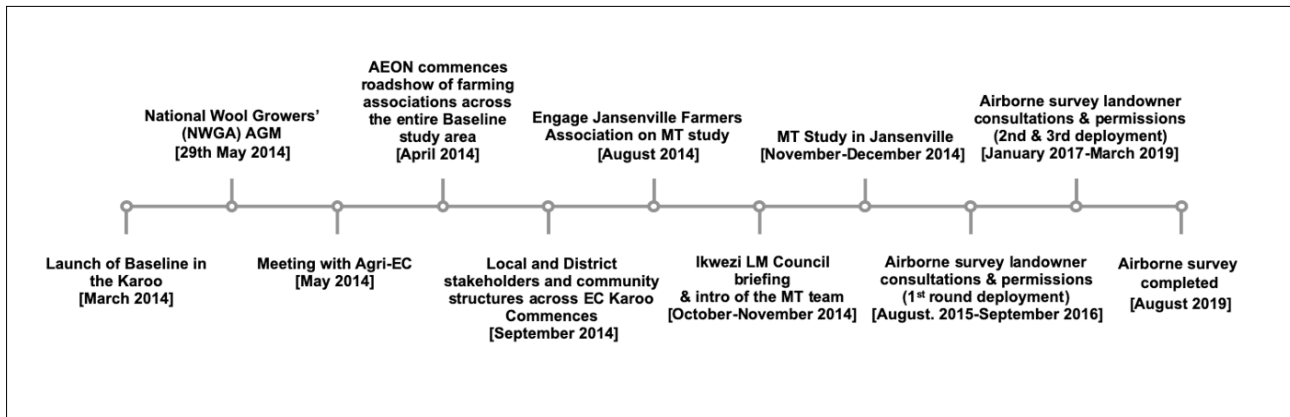 Launch of Baseline in
the Karoo
[March 2014]
National Wool Growers'
(NWGA) AGM
[29th May 2014]
Meeting with Agri-EC
[May 2014]
AEON commences
roadshow of farming
associations across
the entire Baseline
study area
[April 2014]
Local and District
stakeholders and community
structures across EC Karoo
Commences
[September 2014]
Engage Jansenville Farmers
Association on MT study
[August 2014]
Ikwezi LM Council
briefing
& intro of the MT team
[October-November 2014]
MT Study in Jansenville
[November-December 2014]
Airborne survey landowner
consultations & permissions
(1st round deployment)
[August. 2015-September 2016]
Airborne survey landowner
consultations & permissions
(2nd & 3rd deployment)
[January 2017-March 2019]
Airborne survey
completed
[August 2019]